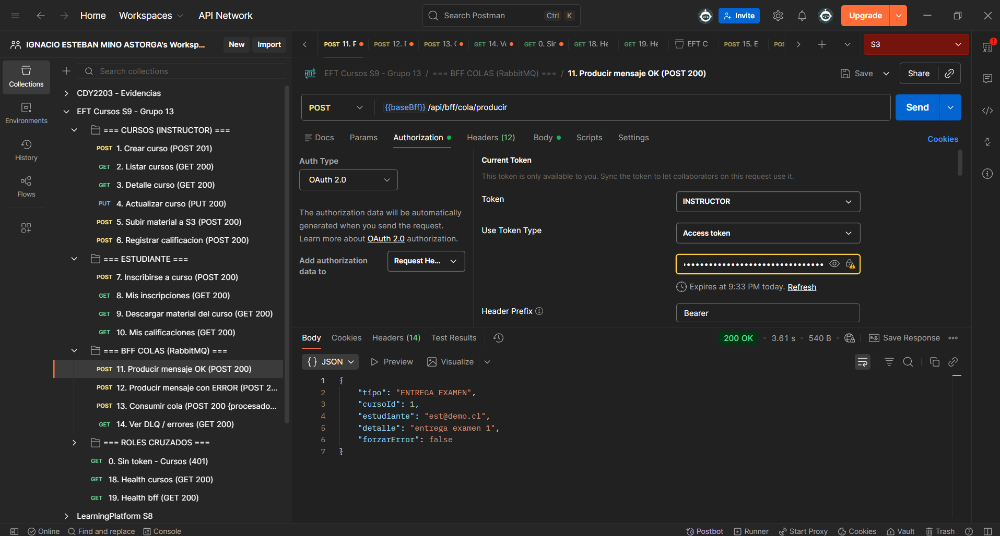 Home Workspaces API Network Search Postman Ctrl K Invite Upgrade
IGNACIO ESTEBAN MINO ASTORGA's Worksp... New Import
POST 11. F POST 12. F POST 13. ( GET 14. Ve GET 0. Sin GET 18. He GET 19. He EFT C POST 15. E POS S3
Collections
Environments
History
Flows
Search collections
CDY2203 - Evidencias
EFT Cursos S9 - Grupo 13
=== CURSOS (INSTRUCTOR) ===
POST 1. Crear curso (POST 201)
GET 2. Listar cursos (GET 200)
GET 3. Detalle curso (GET 200)
PUT 4. Actualizar curso (PUT 200)
POST 5. Subir material a S3 (POST 200)
POST 6. Registrar calificacion (POST 200)
=== ESTUDIANTE ===
POST 7. Inscribirse a curso (POST 200)
GET 8. Mis inscripciones (GET 200)
GET 9. Descargar material del curso (GET 200)
GET 10. Mis calificaciones (GET 200)
=== BFF COLAS (RabbitMQ) ===
POST 11. Producir mensaje OK (POST 200)
POST 12. Producir mensaje con ERROR (POST 2...
POST 13. Consumir cola (POST 200 {procesado...
GET 14. Ver DLQ / errores (GET 200)
=== ROLES CRUZADOS ===
GET 0. Sin token - Cursos (401)
GET 18. Health cursos (GET 200)
GET 19. Health bff (GET 200)
LearningPlatform S8
HTTP EFT Cursos S9 - Grupo 13 / === BFF COLAS (RabbitMQ) === / 11. Producir mensaje OK (POST 200) Save Share
POST {{baseBff}} /api/bff/cola/producir Send
Docs Params Authorization Headers (12) Body Scripts Settings Cookies
Auth Type
OAuth 2.0
The authorization data will be automatically
generated when you send the request.
Learn more about OAuth 2.0 authorization.
Add authorization
data to
Request He...
Current Token
This token is only available to you. Sync the token to let collaborators on this request use it.
Token INSTRUCTOR
Use Token Type Access token
Expires at 9:33 PM today. Refresh
Header Prefix Bearer
Body Cookies Headers (14) Test Results 200 OK 3.61 s 540 B e.g. Save Response
{} JSON Preview Visualize
1 {
2 "tipo": "ENTREGA_EXAMEN",
3 "cursoId": 1,
4 "estudiante": "est@demo.cl",
5 "detalle": "entrega examen 1",
6 "forzarError": false
7 }
Online Find and replace Console Postbot Runner Start Proxy Cookies Vault Trash